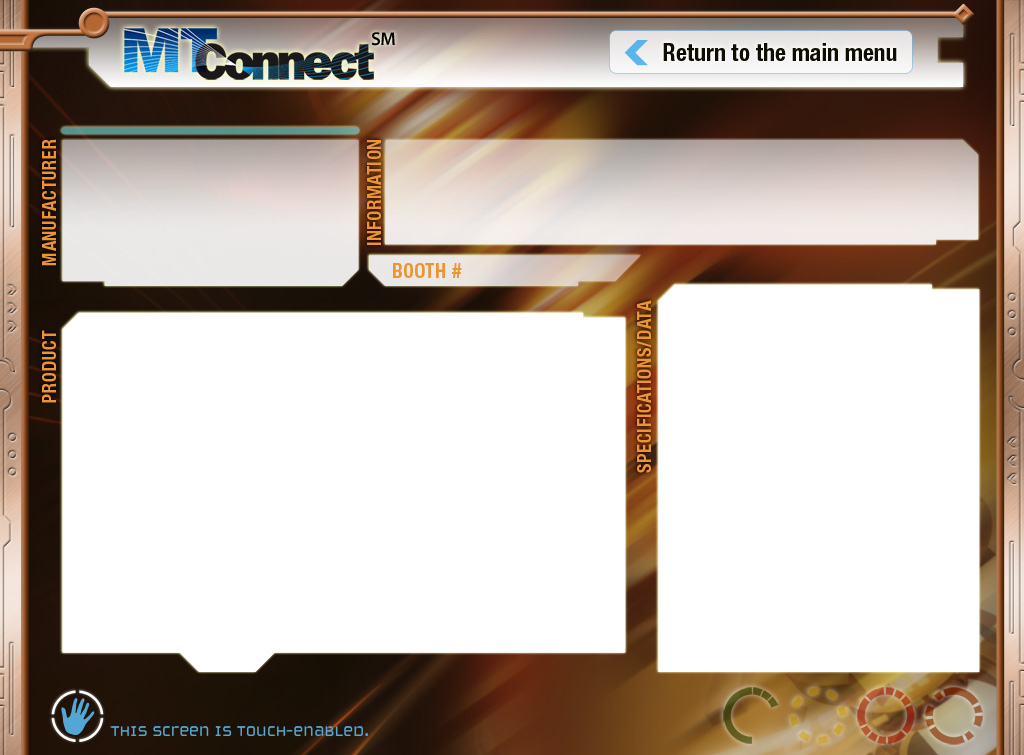 MTConnect SM
Return to the main menu
MANUFACTURER
INFORMATION
BOOTH #
PRODUCT
SPECIFICATIONS/DATA
THIS SCREEN IS TOUCH-ENABLED.